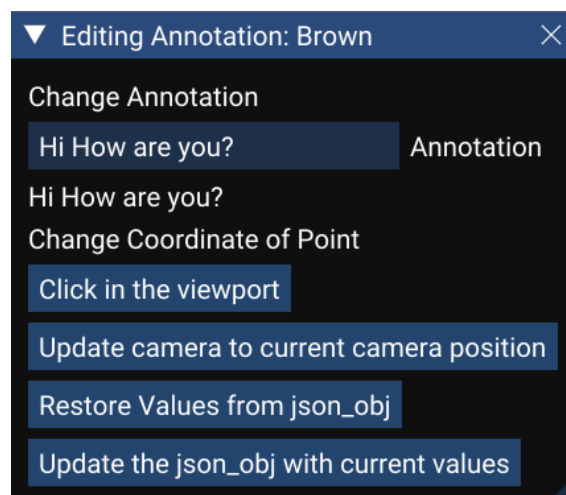 Editing Annotation: Brown
Change Annotation
Hi How are you? Annotation
Hi How are you?
Change Coordinate of Point
Click in the viewport
Update camera to current camera position
Restore Values from json_obj
Update the json_obj with current values